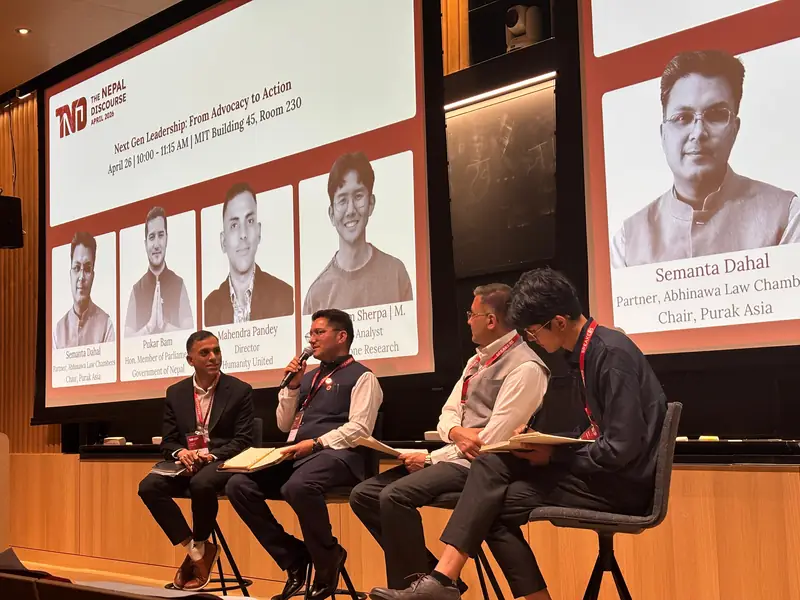 TND
THE NEPAL
DISCOURSE
APRIL 2026
Next Gen Leadership: From Advocacy to Action
April 26 | 10:00 - 11:15 AM | MIT Building 45, Room 230
Semanta Dahal
Partner, Abhinawa Law Chambers
Chair, Purak Asia
Pukar Bam
Hon. Member of Parliame
Government of Nepal
Mahendra Pandey
Director
Humanity United
n Sherpa | M.
Analyst
one Research
Semanta Dahal
Partner, Abhinawa Law Chambe
Chair, Purak Asia